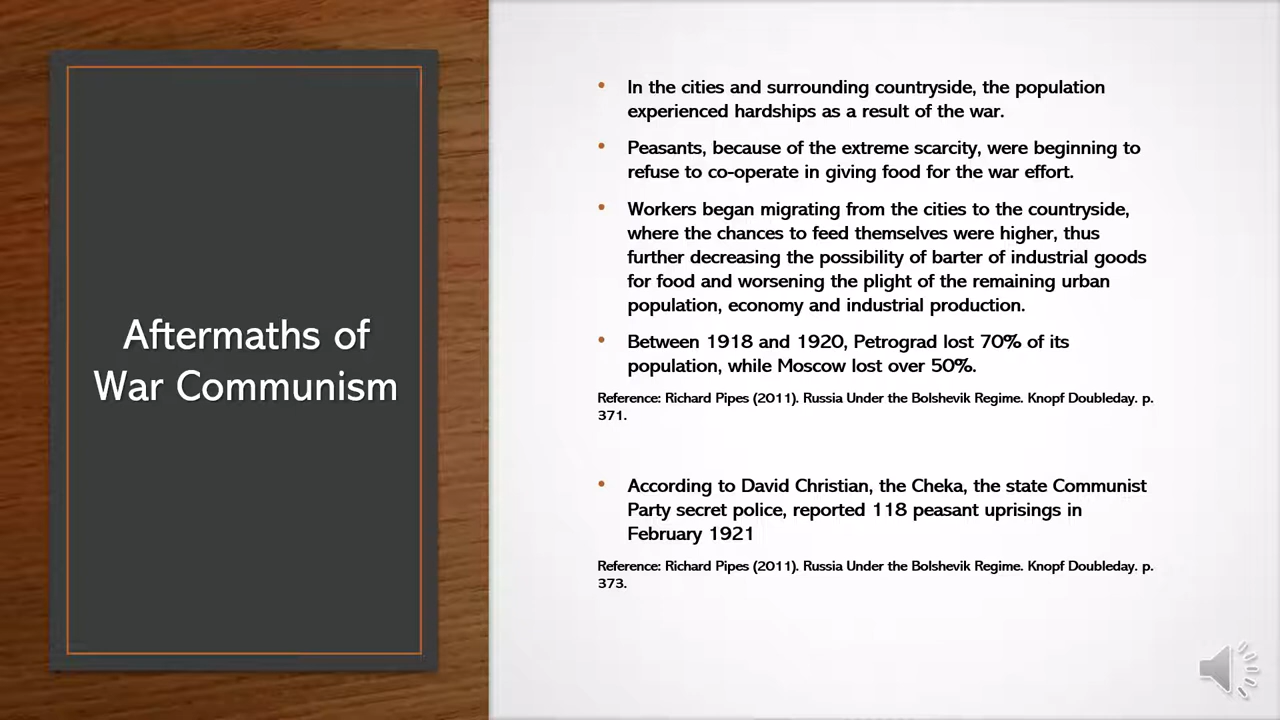 Aftermaths of
War Communism
• In the cities and surrounding countryside, the population
experienced hardships as a result of the war.
• Peasants, because of the extreme scarcity, were beginning to
refuse to co-operate in giving food for the war effort.
• Workers began migrating from the cities to the countryside,
where the chances to feed themselves were higher, thus
further decreasing the possibility of barter of industrial goods
for food and worsening the plight of the remaining urban
population, economy and industrial production.
• Between 1918 and 1920, Petrograd lost 70% of its
population, while Moscow lost over 50%.
Reference: Richard Pipes (2011). Russia Under the Bolshevik Regime. Knopf Doubleday. p.
371.
• According to David Christian, the Cheka, the state Communist
Party secret police, reported 118 peasant uprisings in
February 1921
Reference: Richard Pipes (2011). Russia Under the Bolshevik Regime. Knopf Doubleday. p.
373.